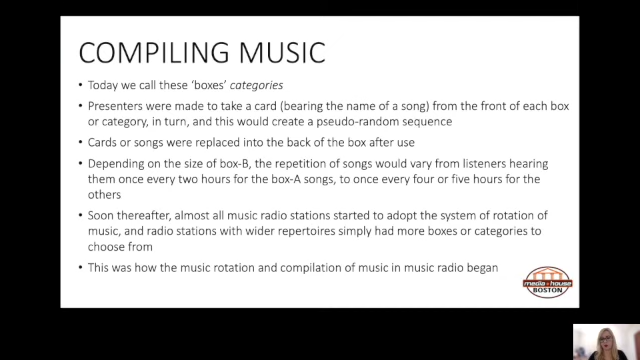 COMPILING MUSIC
• Today we call these ‘boxes’ categories
• Presenters were made to take a card (bearing the name of a song) from the front of each box
or category, in turn, and this would create a pseudo-random sequence
• Cards or songs were replaced into the back of the box after use
• Depending on the size of box-B, the repetition of songs would vary from listeners hearing
them once every two hours for the box-A songs, to once every four or five hours for the
others
• Soon thereafter, almost all music radio stations started to adopt the system of rotation of
music, and radio stations with wider repertoires simply had more boxes or categories to
choose from
• This was how the music rotation and compilation of music in music radio began
media house
BOSTON